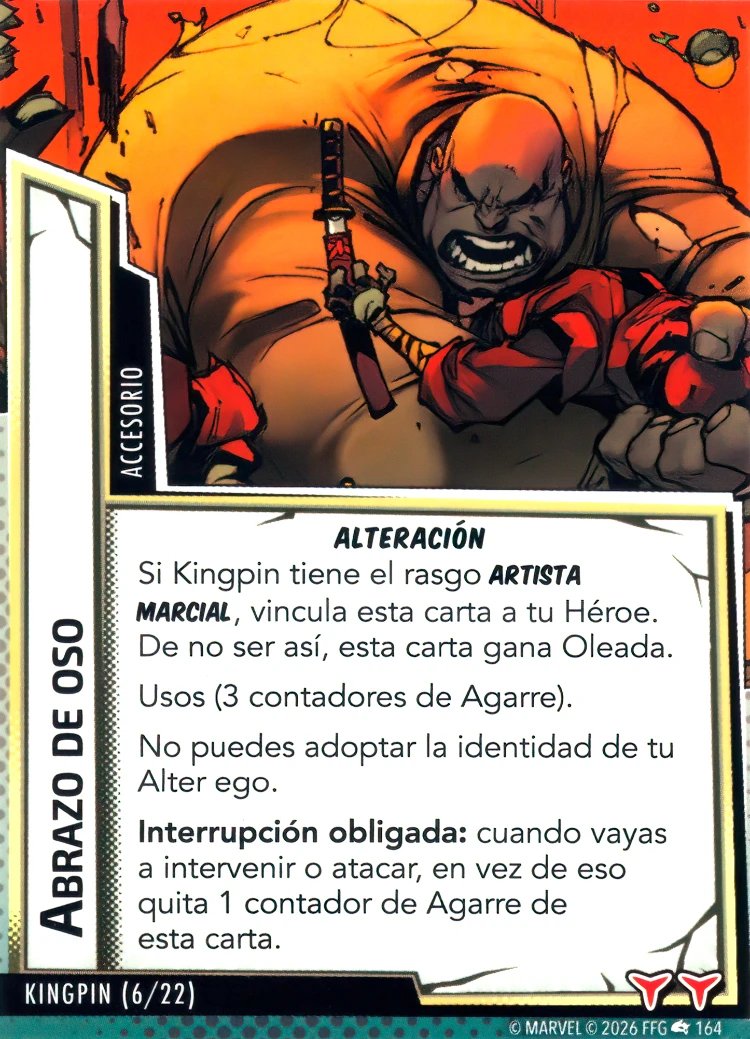 ACCESORIO
ABRAZO DE OSO
ALTERACIÓN
Si Kingpin tiene el rasgo ARTISTA
MARCIAL, vincula esta carta a tu Héroe.
De no ser así, esta carta gana Oleada.
Usos (3 contadores de Agarre).
No puedes adoptar la identidad de tu
Alter ego.
Interrupción obligada: cuando vayas
a intervenir o atacar, en vez de eso
quita 1 contador de Agarre de
esta carta.
KINGPIN (6/22)
© MARVEL © 2026 FFG 164